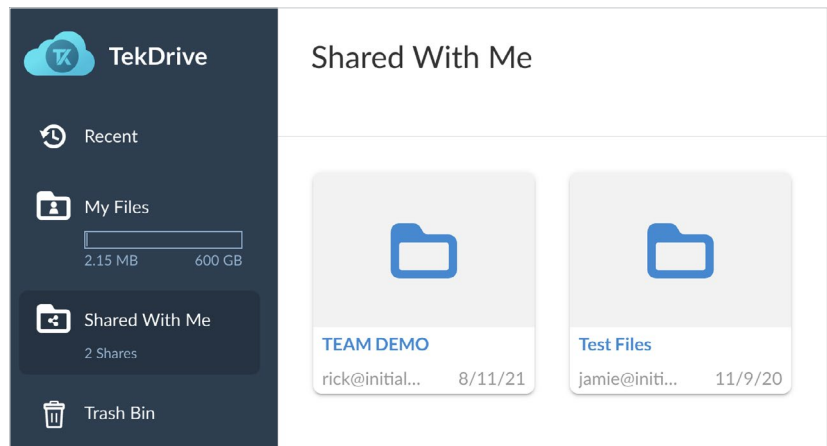 TekDrive
Recent
My Files
2.15 MB 600 GB
Shared With Me
2 Shares
Trash Bin
Shared With Me
TEAM DEMO
rick@initial... 8/11/21
Test Files
jamie@initi... 11/9/20